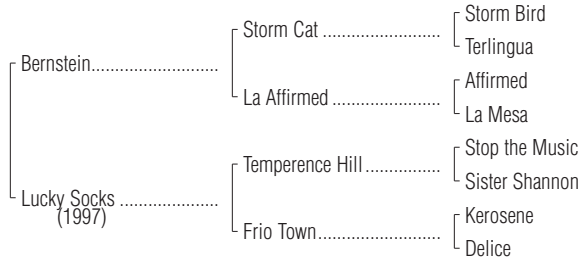 Storm Bird
Storm Cat ........................
Terlingua
Bernstein..........................
Affirmed
La Affirmed ......................
La Mesa
Stop the Music
Temperence Hill ...............
Sister Shannon
Lucky Socks ....................
(1997)
Kerosene
Frio Town.........................
Delice